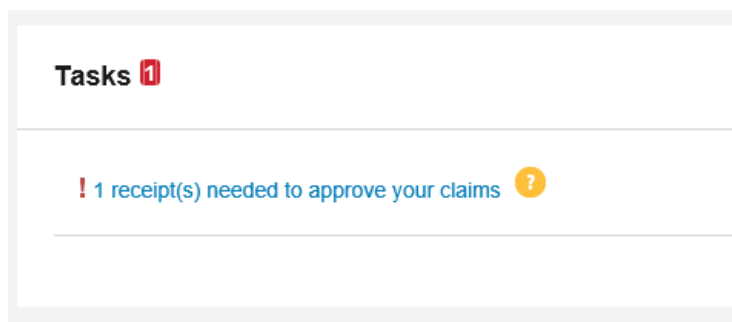 Tasks 1
! 1 receipt(s) needed to approve your claims ?